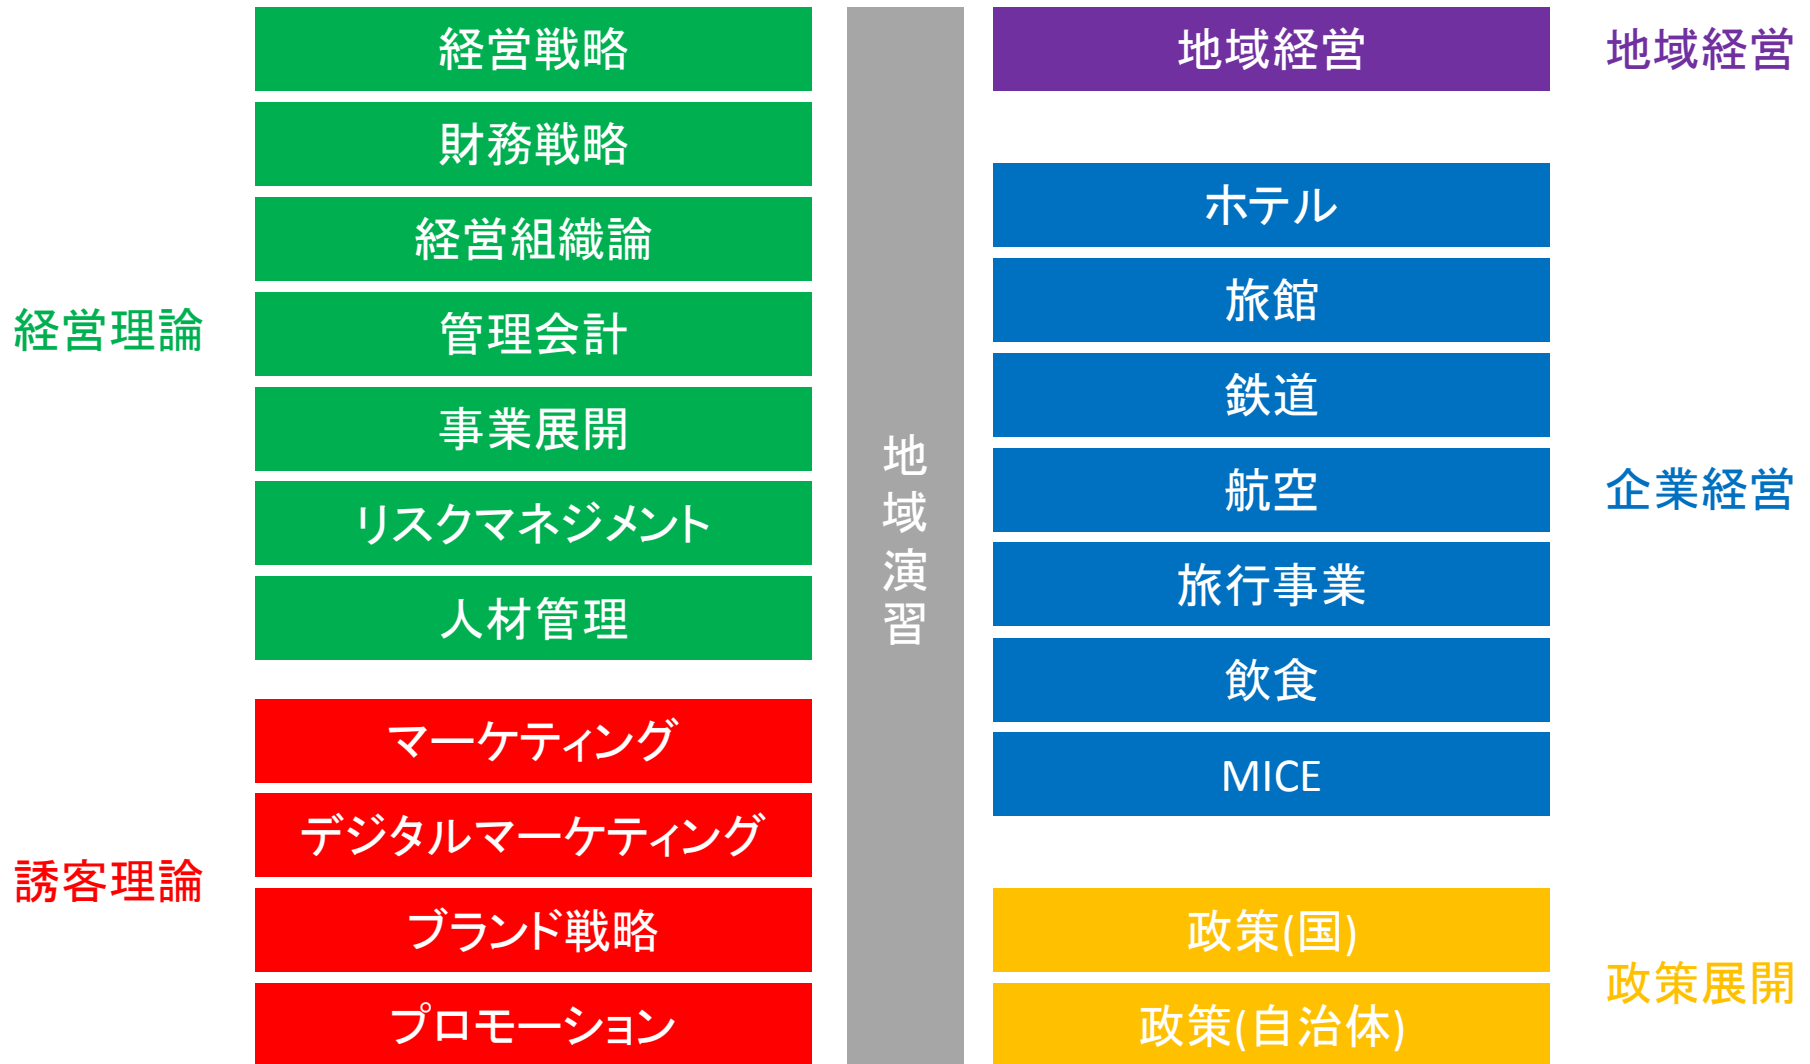 経営理論
経営戦略
財務戦略
経営組織論
管理会計
事業展開
リスクマネジメント
人材管理
誘客理論
マーケティング
デジタルマーケティング
ブランド戦略
プロモーション
地域演習
地域経営
地域経営
ホテル
旅館
鉄道
航空
旅行事業
飲食
MICE
企業経営
政策(国)
政策(自治体)
政策展開